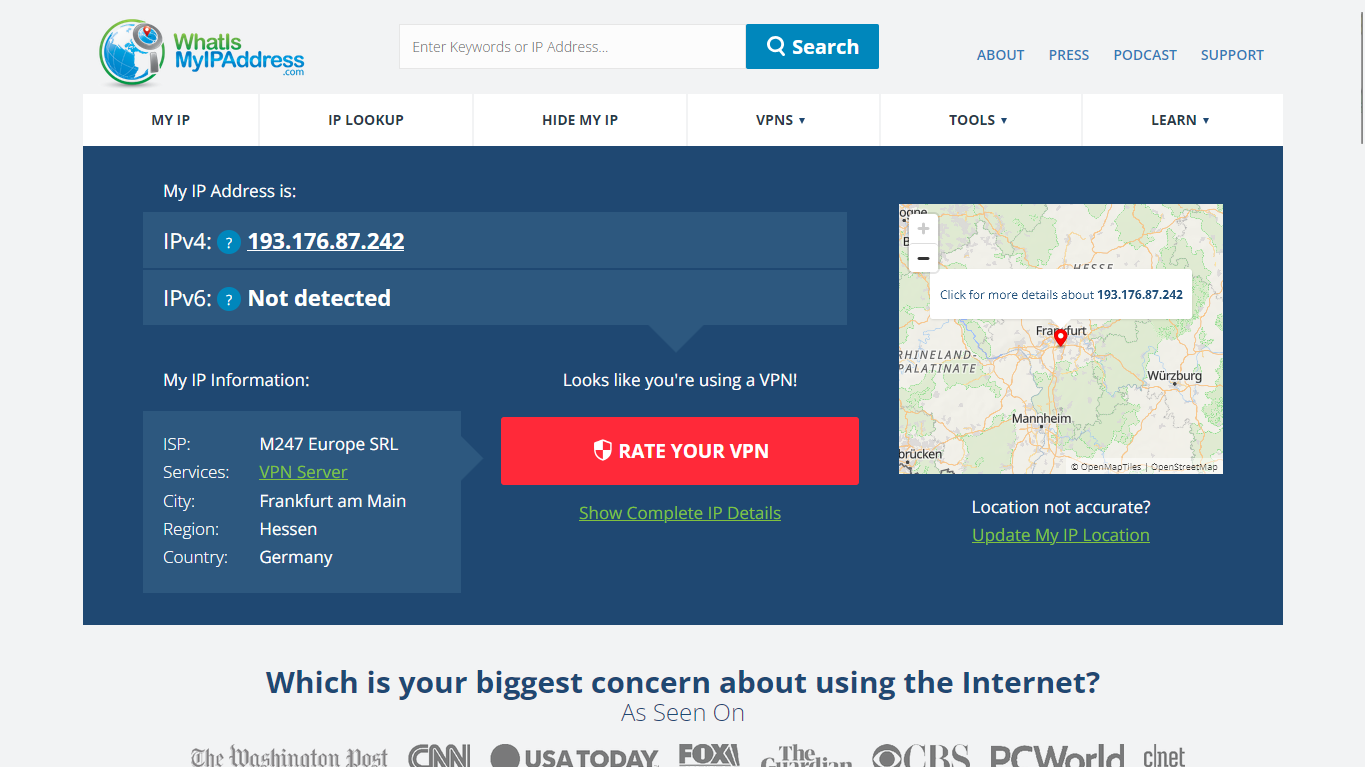 WhatIs
MyIPAddress
.com
Enter Keywords or IP Address...
Search
ABOUT PRESS PODCAST SUPPORT
MY IP IP LOOKUP HIDE MY IP VPNS ▼ TOOLS ▼ LEARN ▼
My IP Address is:
IPv4: ? 193.176.87.242
IPv6: ? Not detected
My IP Information:
ISP: M247 Europe SRL
Services: VPN Server
City: Frankfurt am Main
Region: Hessen
Country: Germany
Looks like you're using a VPN!
RATE YOUR VPN
Show Complete IP Details
+
−
HESSE
Click for more details about 193.176.87.242
Frankfurt
RHINELAND-
PALATINATE
Würzburg
Mannheim
brücken
© OpenMapTiles | OpenStreetMap
Location not accurate?
Update My IP Location
Which is your biggest concern about using the Internet?
As Seen On
The Washington Post CNN USA TODAY FOX The Guardian CBS PCWorld c|net